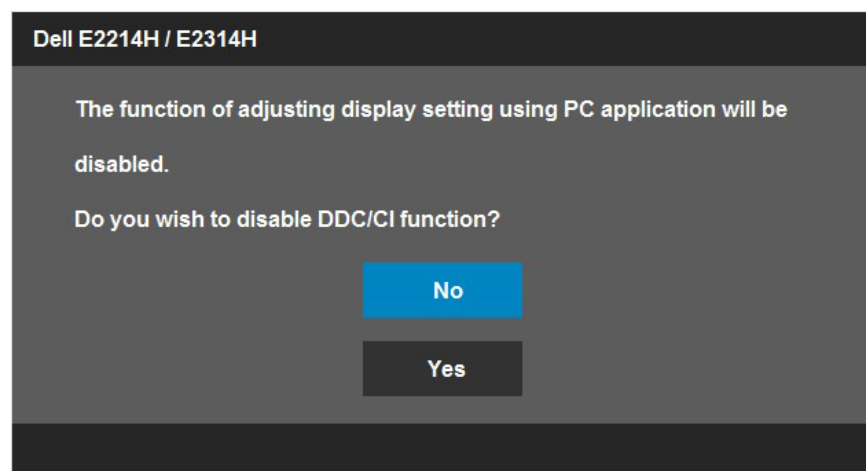 Dell E2214H / E2314H
The function of adjusting display setting using PC application will be
disabled.
Do you wish to disable DDC/CI function?
No
Yes